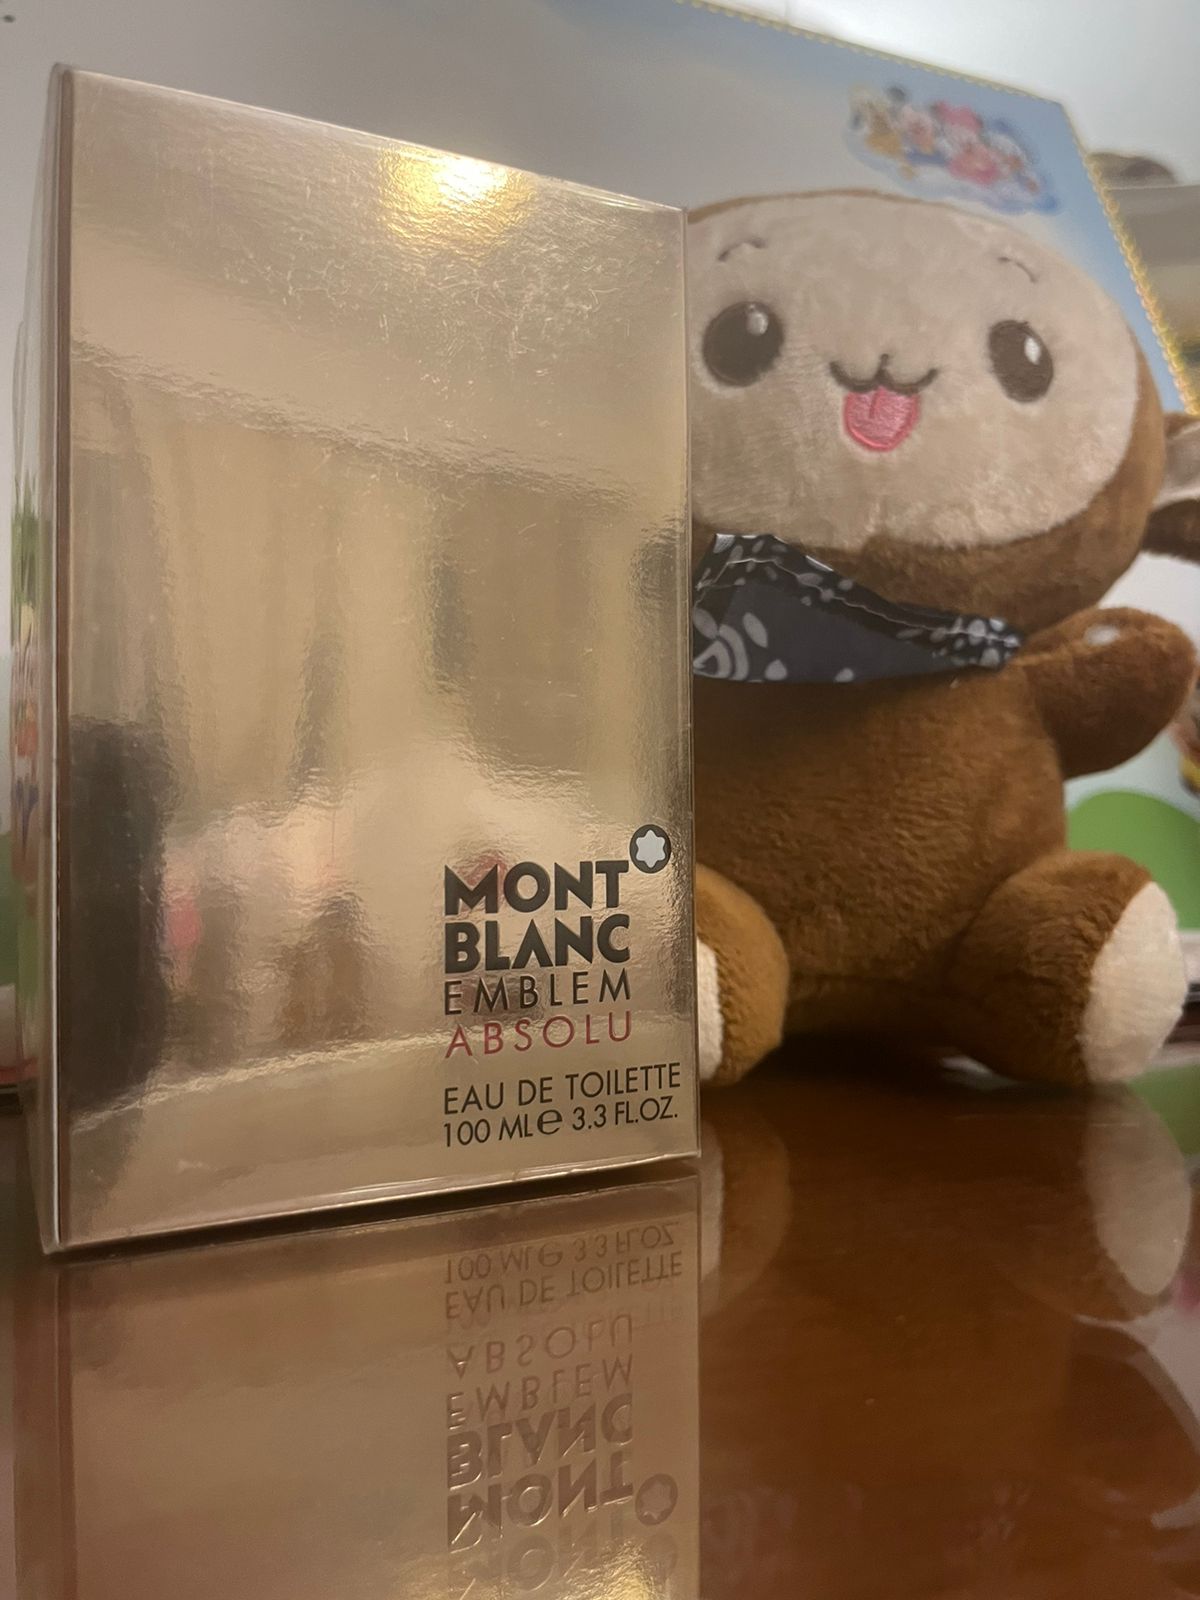 MONT
BLANC
EMBLEM
ABSOLU
EAU DE TOILETTE
100 ML e 3.3 FL.OZ.